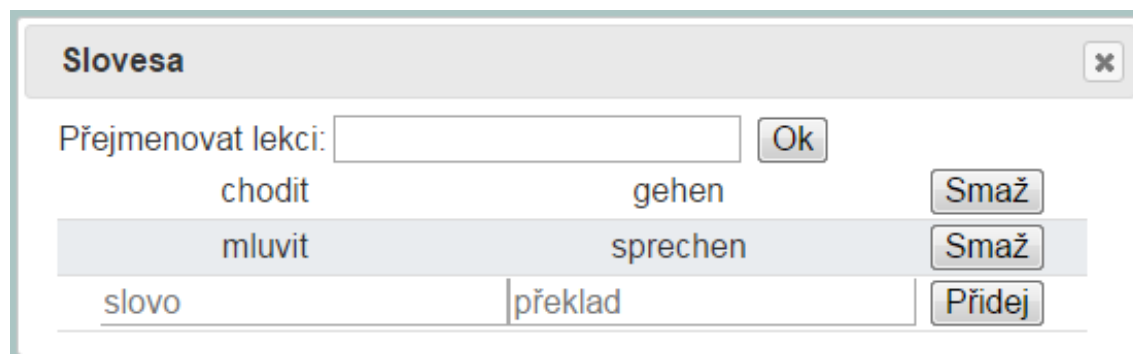 Slovesa
Přejmenovat lekci: Ok
chodit gehen Smaž
mluvit sprechen Smaž
slovo překlad Přidej